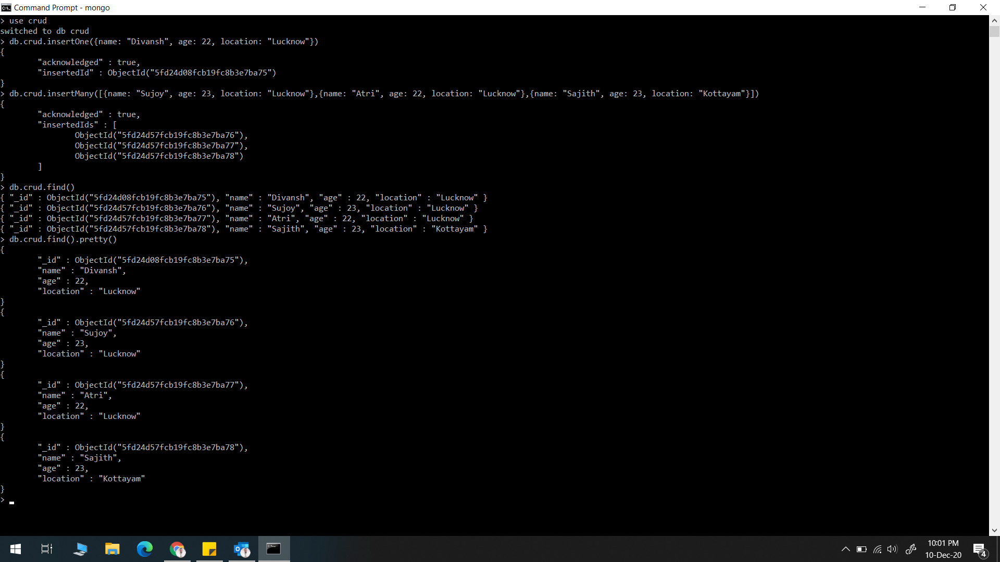 Command Prompt - mongo
> use crud
switched to db crud
> db.crud.insertOne({name: "Divansh", age: 22, location: "Lucknow"})
{
        "acknowledged" : true,
        "insertedId" : ObjectId("5fd24d08fcb19fc8b3e7ba75")
}
> db.crud.insertMany([{name: "Sujoy", age: 23, location: "Lucknow"},{name: "Atri", age: 22, location: "Lucknow"},{name: "Sajith", age: 23, location: "Kottayam"}])
{
        "acknowledged" : true,
        "insertedIds" : [
                ObjectId("5fd24d57fcb19fc8b3e7ba76"),
                ObjectId("5fd24d57fcb19fc8b3e7ba77"),
                ObjectId("5fd24d57fcb19fc8b3e7ba78")
        ]
}
> db.crud.find()
{ "_id" : ObjectId("5fd24d08fcb19fc8b3e7ba75"), "name" : "Divansh", "age" : 22, "location" : "Lucknow" }
{ "_id" : ObjectId("5fd24d57fcb19fc8b3e7ba76"), "name" : "Sujoy", "age" : 23, "location" : "Lucknow" }
{ "_id" : ObjectId("5fd24d57fcb19fc8b3e7ba77"), "name" : "Atri", "age" : 22, "location" : "Lucknow" }
{ "_id" : ObjectId("5fd24d57fcb19fc8b3e7ba78"), "name" : "Sajith", "age" : 23, "location" : "Kottayam" }
> db.crud.find().pretty()
{
        "_id" : ObjectId("5fd24d08fcb19fc8b3e7ba75"),
        "name" : "Divansh",
        "age" : 22,
        "location" : "Lucknow"
}
{
        "_id" : ObjectId("5fd24d57fcb19fc8b3e7ba76"),
        "name" : "Sujoy",
        "age" : 23,
        "location" : "Lucknow"
}
{
        "_id" : ObjectId("5fd24d57fcb19fc8b3e7ba77"),
        "name" : "Atri",
        "age" : 22,
        "location" : "Lucknow"
}
{
        "_id" : ObjectId("5fd24d57fcb19fc8b3e7ba78"),
        "name" : "Sajith",
        "age" : 23,
        "location" : "Kottayam"
}
>
10:01 PM
10-Dec-20
4